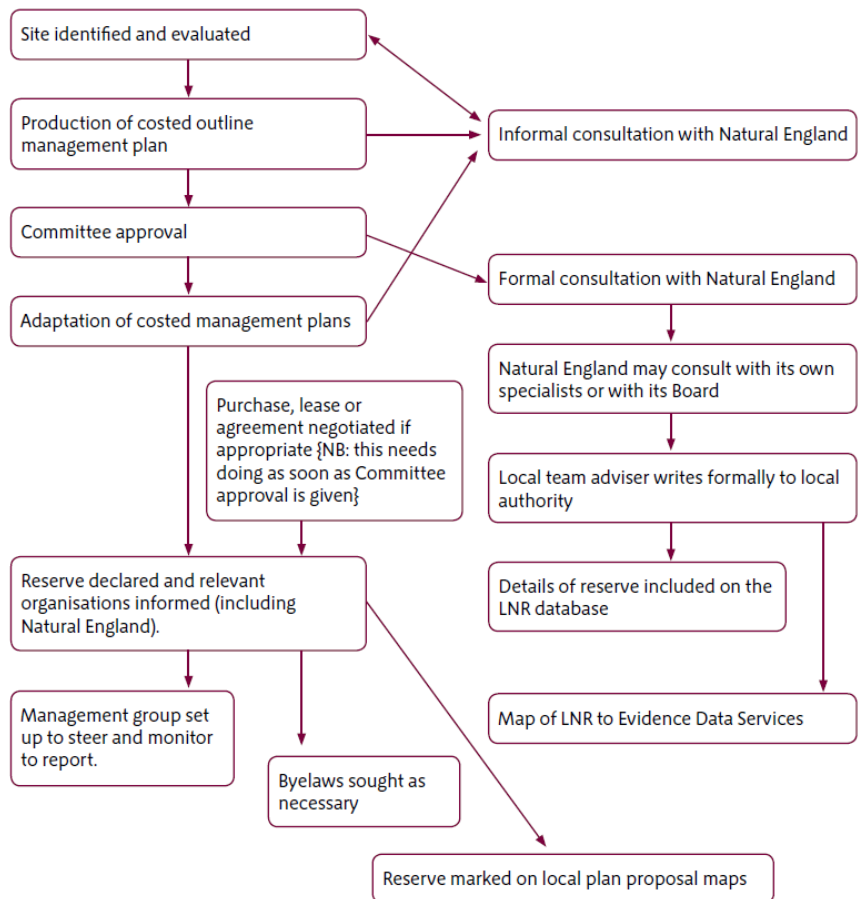 Site identified and evaluated
Production of costed outline
management plan
Informal consultation with Natural England
Committee approval
Formal consultation with Natural England
Adaptation of costed management plans
Natural England may consult with its own
specialists or with its Board
Purchase, lease or
agreement negotiated if
appropriate {NB: this needs
doing as soon as Committee
approval is given}
Local team adviser writes formally to local
authority
Reserve declared and relevant
organisations informed (including
Natural England).
Details of reserve included on the
LNR database
Management group set
up to steer and monitor
to report.
Map of LNR to Evidence Data Services
Byelaws sought as
necessary
Reserve marked on local plan proposal maps